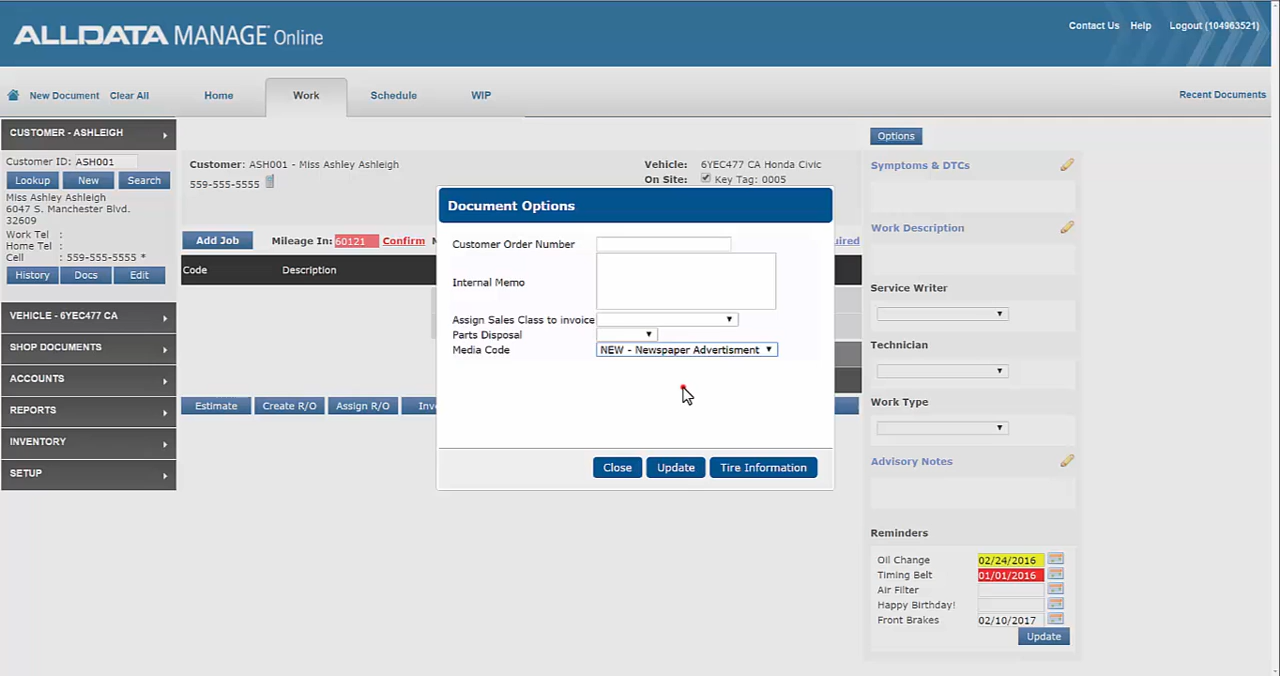 ALLDATA MANAGE Online
Contact Us Help Logout (104963521)
New Document Clear All Home Work Schedule WIP Recent Documents
CUSTOMER - ASHLEIGH
Customer ID: ASH001
Lookup New Search
Miss Ashley Ashleigh
6047 S. Manchester Blvd.
32609
Work Tel :
Home Tel :
Cell : 559-555-5555 *
History Docs Edit
VEHICLE - 6YEC477 CA
SHOP DOCUMENTS
ACCOUNTS
REPORTS
INVENTORY
SETUP
Customer: ASH001 - Miss Ashley Ashleigh
559-555-5555
Vehicle: 6YEC477 CA Honda Civic
On Site: Key Tag: 0005
Add Job Mileage In: 60121 Confirm
Code Description
Estimate Create R/O Assign R/O
Document Options
Customer Order Number
Internal Memo
Assign Sales Class to invoice
Parts Disposal
Media Code NEW - Newspaper Advertisment
Close Update Tire Information
Options
Symptoms & DTCs
Work Description
Service Writer
Technician
Work Type
Advisory Notes
Reminders
Oil Change 02/24/2016
Timing Belt 01/01/2016
Air Filter
Happy Birthday!
Front Brakes 02/10/2017
Update